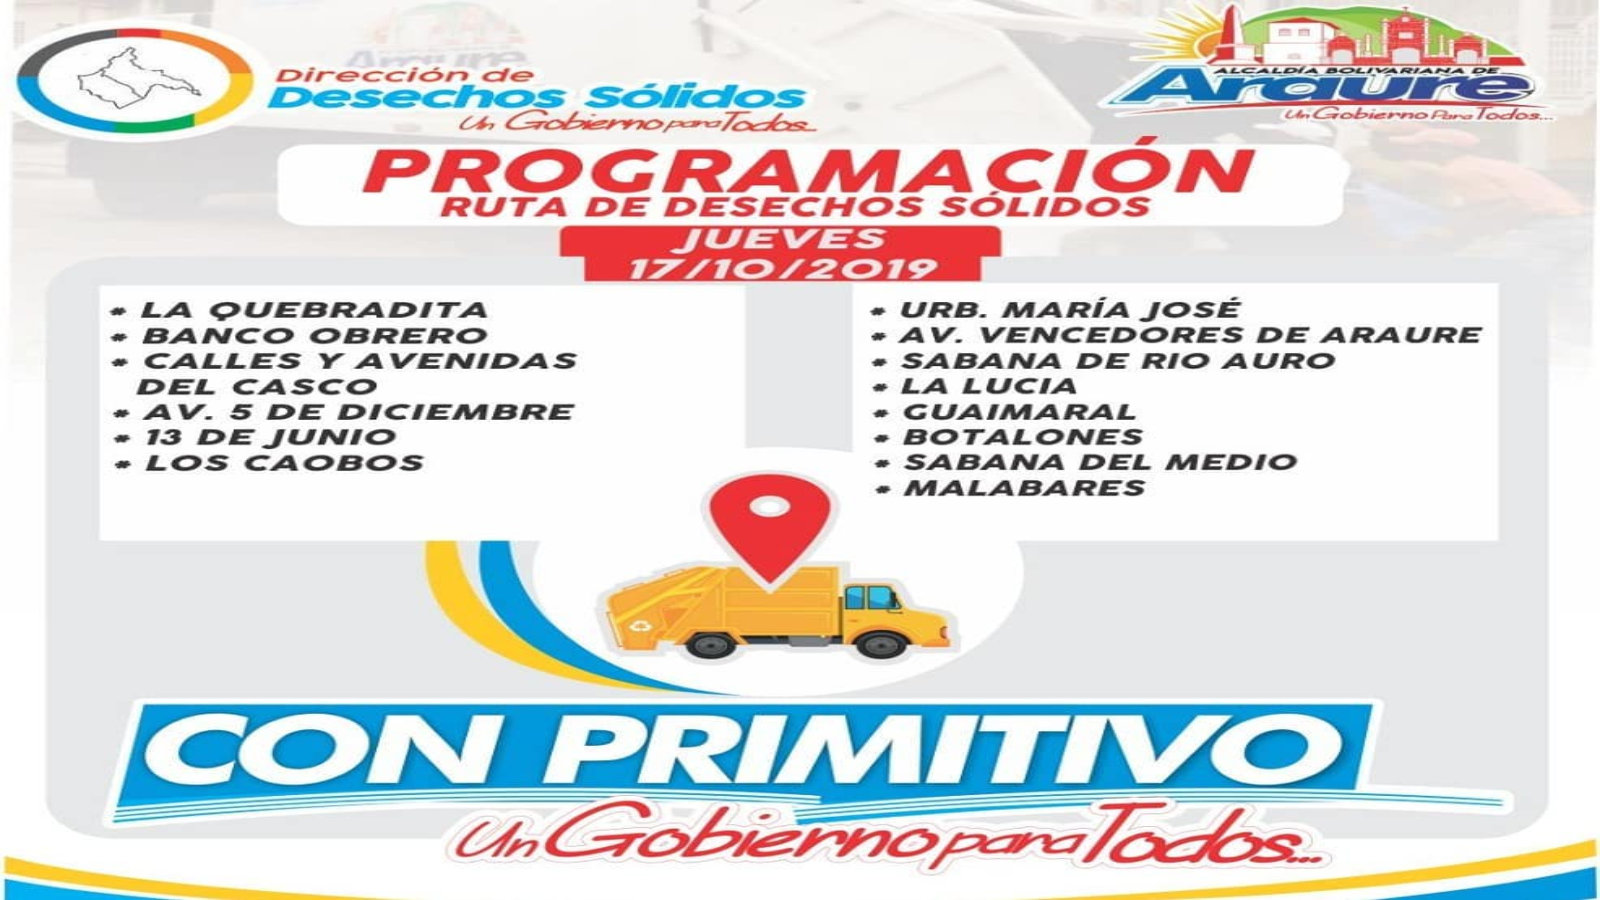 Araure
Dirección de
Desechos Sólidos
Un Gobierno para Todos...
ALCALDÍA BOLIVARIANA DE
Araure
Un Gobierno Para Todos...
PROGRAMACIÓN
RUTA DE DESECHOS SÓLIDOS
JUEVES
17/10/2019
* LA QUEBRADITA
* BANCO OBRERO
* CALLES Y AVENIDAS
DEL CASCO
* AV. 5 DE DICIEMBRE
* 13 DE JUNIO
* LOS CAOBOS
* URB. MARÍA JOSÉ
* AV. VENCEDORES DE ARAURE
* SABANA DE RIO AURO
* LA LUCIA
* GUAIMARAL
* BOTALONES
* SABANA DEL MEDIO
* MALABARES
CON PRIMITIVO
Un Gobierno para Todos...